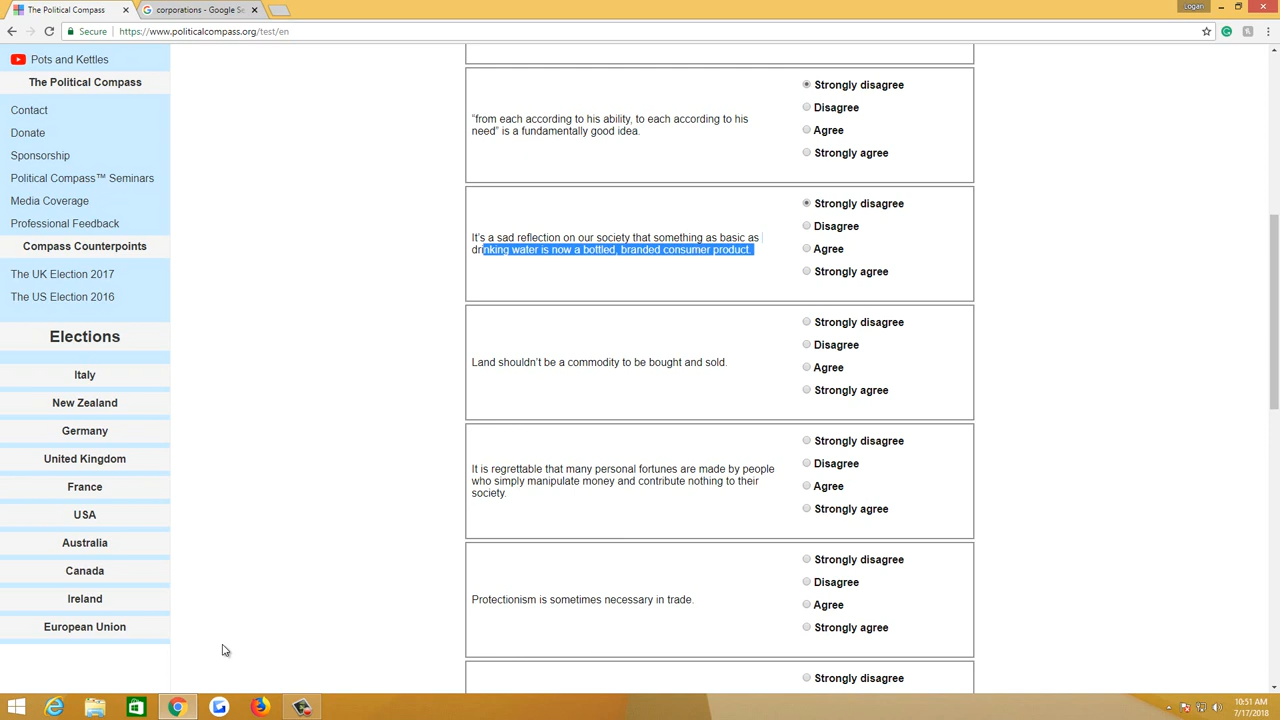 The Political Compass
corporations - Google Se
Logan
Secure
https://www.politicalcompass.org/test/en
Pots and Kettles
The Political Compass
Contact
Donate
Sponsorship
Political Compass™ Seminars
Media Coverage
Professional Feedback
Compass Counterpoints
The UK Election 2017
The US Election 2016
Elections
Italy
New Zealand
Germany
United Kingdom
France
USA
Australia
Canada
Ireland
European Union
“from each according to his ability, to each according to his
need” is a fundamentally good idea.
Strongly disagree
Disagree
Agree
Strongly agree
It’s a sad reflection on our society that something as basic as
drinking water is now a bottled, branded consumer product.
Strongly disagree
Disagree
Agree
Strongly agree
Land shouldn’t be a commodity to be bought and sold.
Strongly disagree
Disagree
Agree
Strongly agree
It is regrettable that many personal fortunes are made by people
who simply manipulate money and contribute nothing to their
society.
Strongly disagree
Disagree
Agree
Strongly agree
Protectionism is sometimes necessary in trade.
Strongly disagree
Disagree
Agree
Strongly agree
Strongly disagree
10:51 AM
7/17/2018